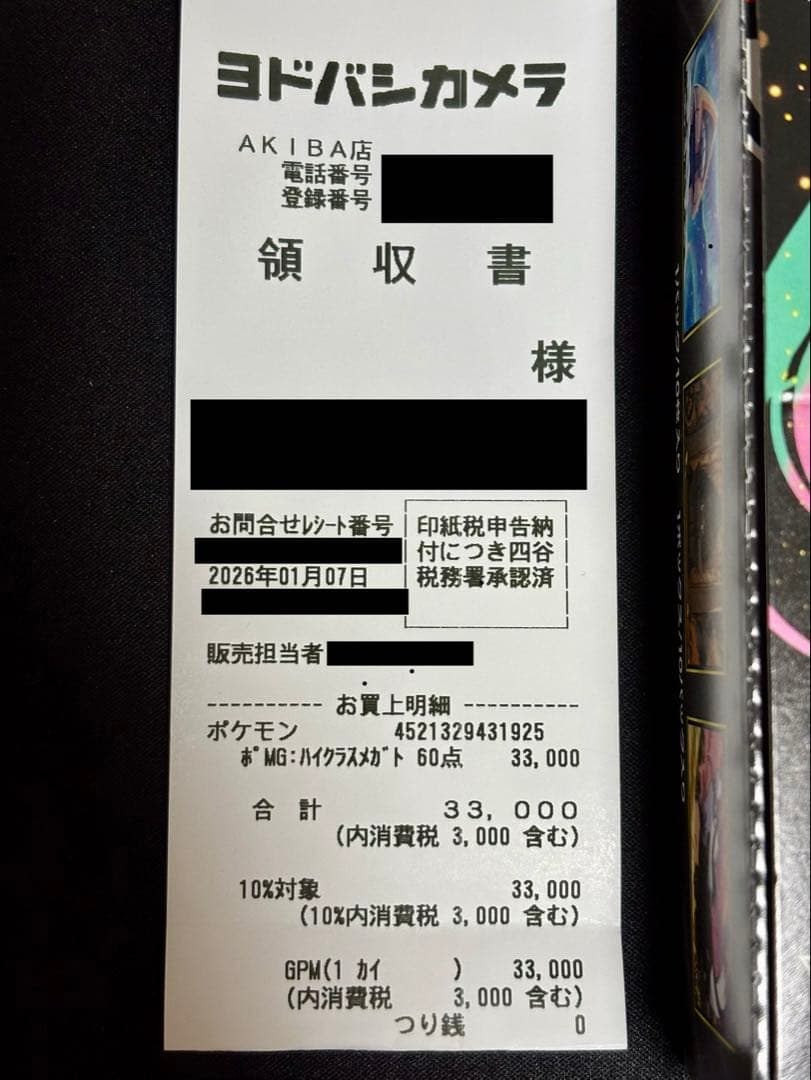 ヨドバシカメラ
AKIBA店
電話番号
登録番号
領 収 書
様
お問合せﾚｼｰﾄ番号
2026年01月07日
印紙税申告納
付につき四谷
税務署承認済
販売担当者
---------- お買上明細 ----------
ポケモン 4521329431925
ﾎﾟMG:ﾊｲｸﾗｽﾒｶﾞﾄ 60点 33,000
合 計 33,000
(内消費税 3,000 含む)
10%対象 33,000
(10%内消費税 3,000 含む)
GPM(1 ｶｲ ) 33,000
(内消費税 3,000 含む)
つり銭 0